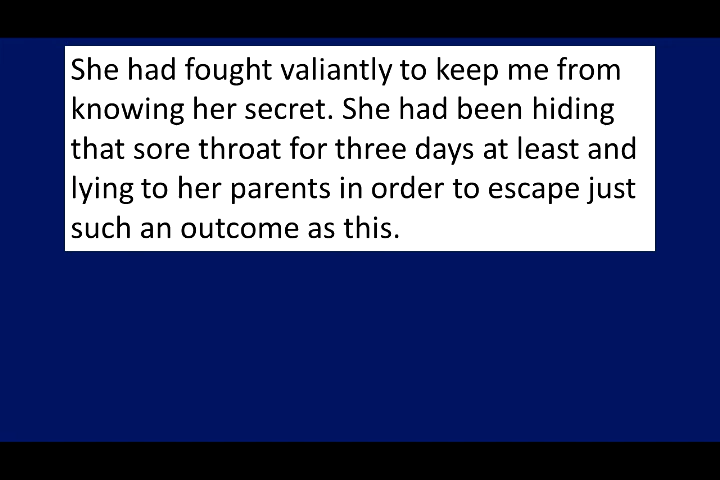 She had fought valiantly to keep me from
knowing her secret. She had been hiding
that sore throat for three days at least and
lying to her parents in order to escape just
such an outcome as this.